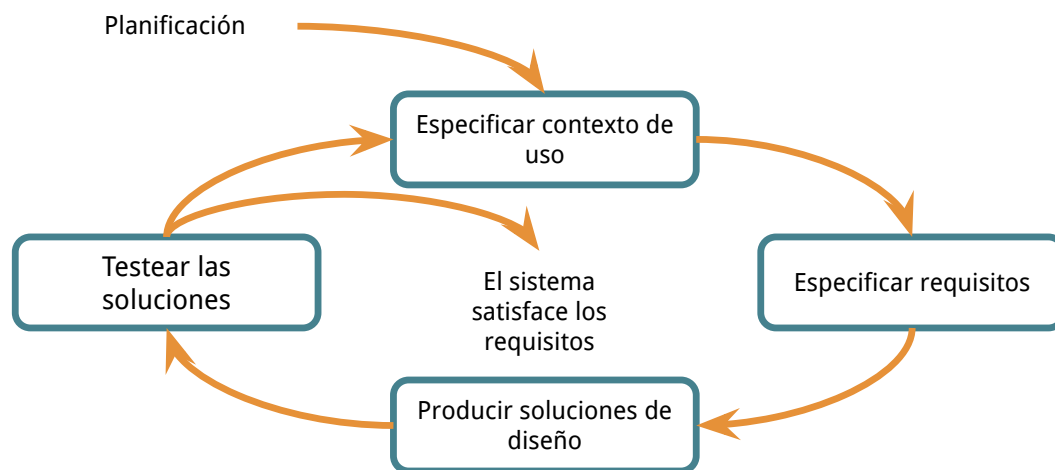 Planificación
Especificar contexto de
uso
Testear las
soluciones
El sistema
satisface los
requisitos
Especificar requisitos
Producir soluciones de
diseño